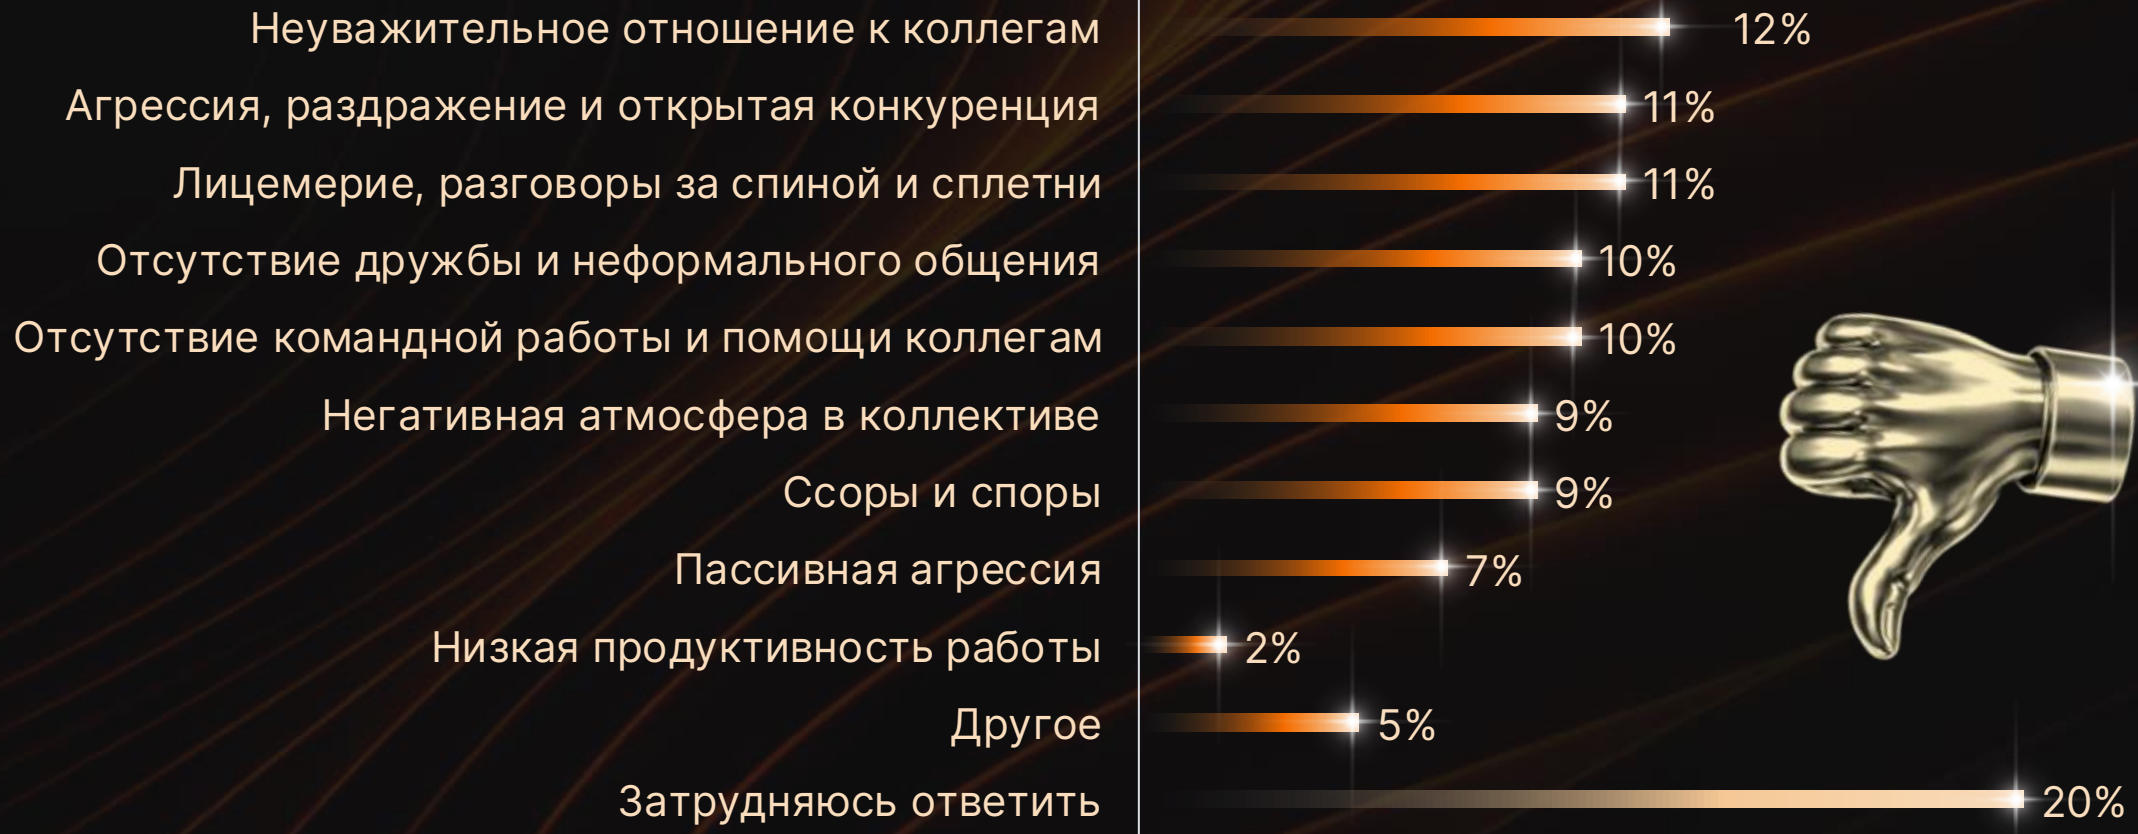 Неуважительное отношение к коллегам 12%
Агрессия, раздражение и открытая конкуренция 11%
Лицемерие, разговоры за спиной и сплетни 11%
Отсутствие дружбы и неформального общения 10%
Отсутствие командной работы и помощи коллегам 10%
Негативная атмосфера в коллективе 9%
Ссоры и споры 9%
Пассивная агрессия 7%
Низкая продуктивность работы 2%
Другое 5%
Затрудняюсь ответить 20%